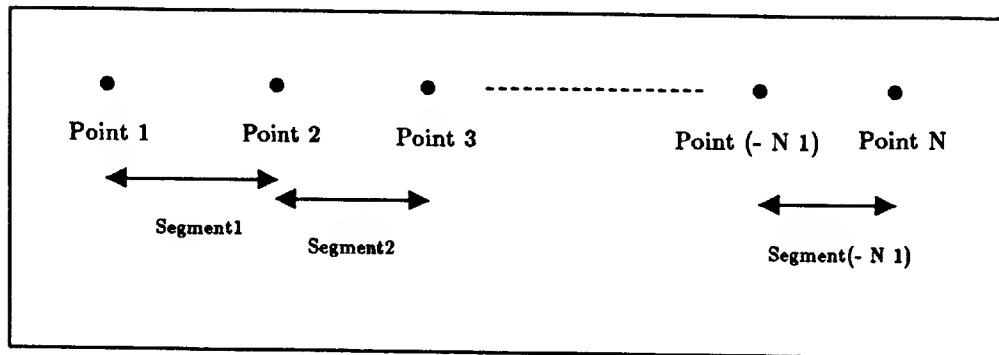 Point 1 Point 2 Point 3 Point (- N 1) Point N
Segment1 Segment2 Segment(- N 1)